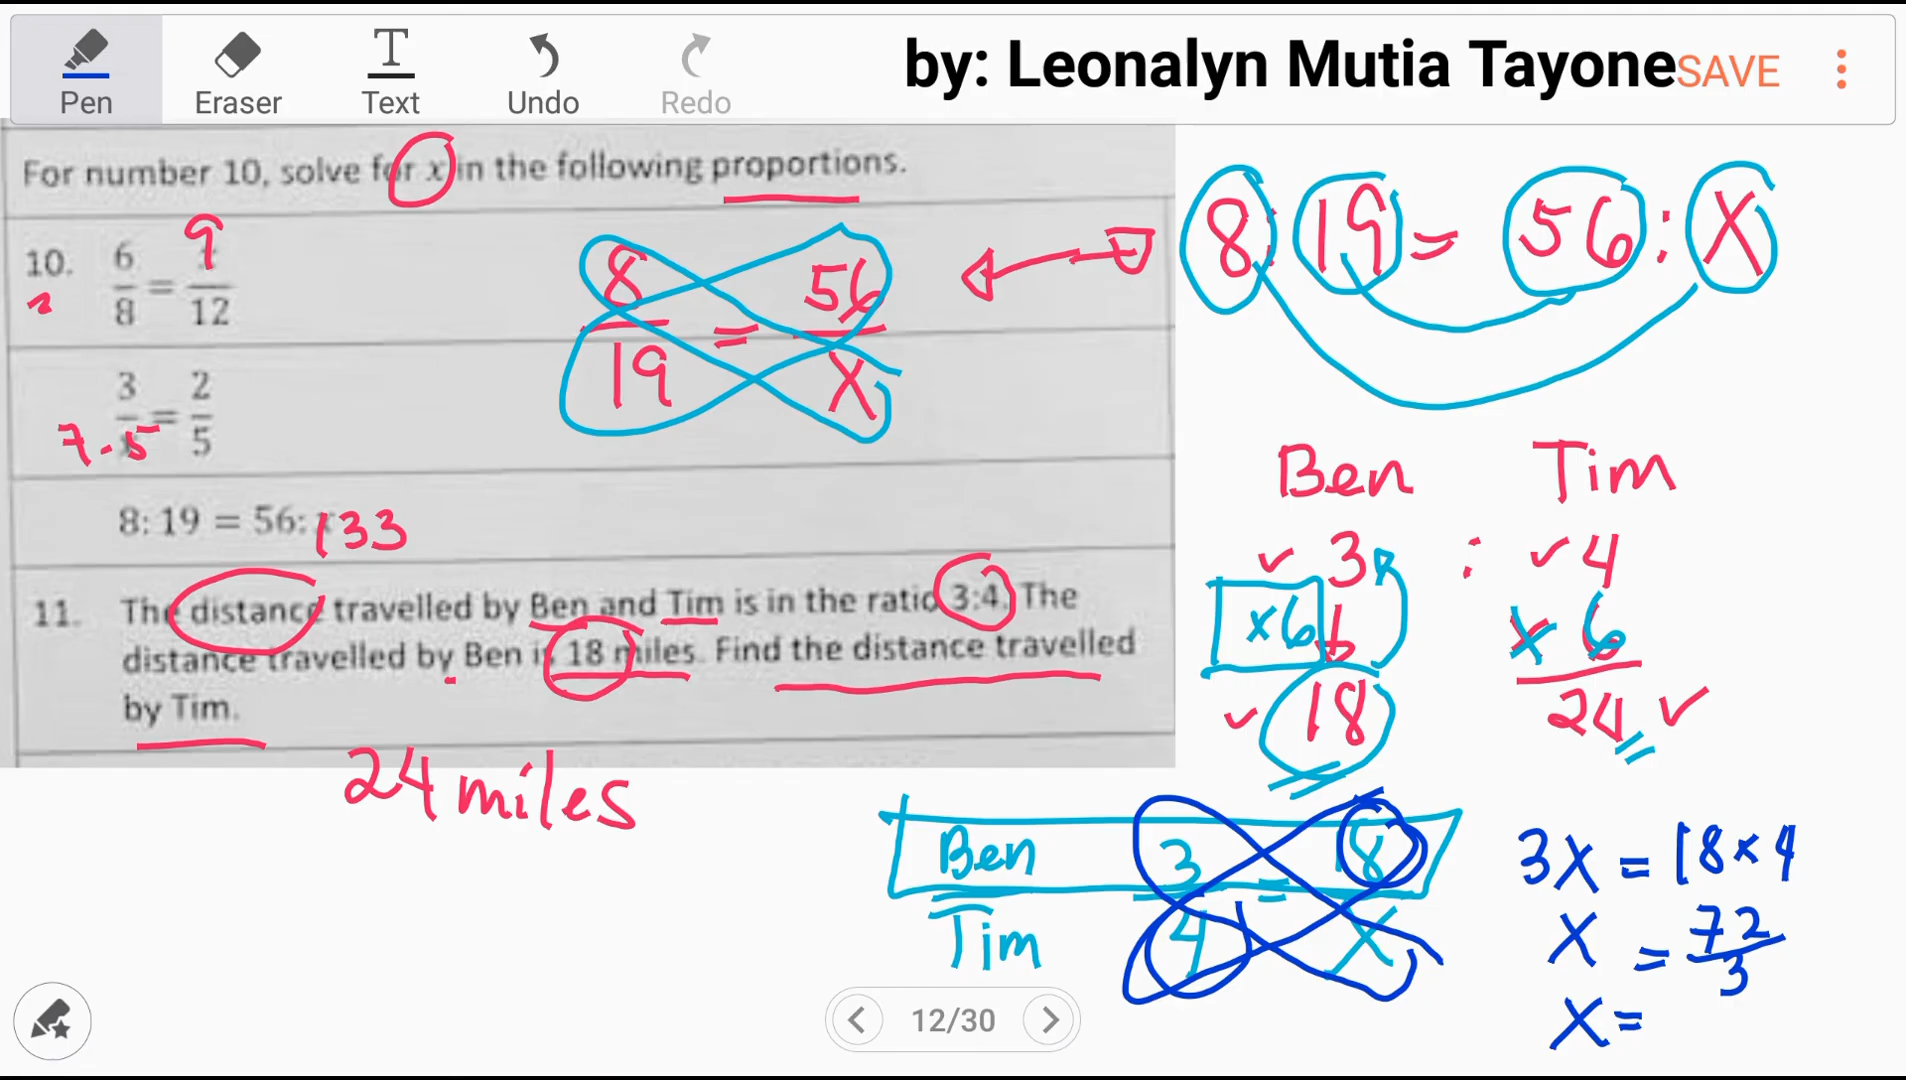 Pen Eraser Text Undo Redo by: Leonalyn Mutia Tayone SAVE
For number 10, solve for x in the following proportions.
10. 6/8 = 9/12
3/7.5 = 2/5
8: 19 = 56: 133
8/19 = 56/X
8 : 19 = 56 : X
11. The distance travelled by Ben and Tim is in the ratio 3:4. The
distance travelled by Ben is 18 miles. Find the distance travelled
by Tim.
24 miles
Ben Tim
3 : 4
×6 × 6
18 24
Ben 3 = 18
Tim 4 X
3X = 18 × 4
X = 72/3
X =
12/30